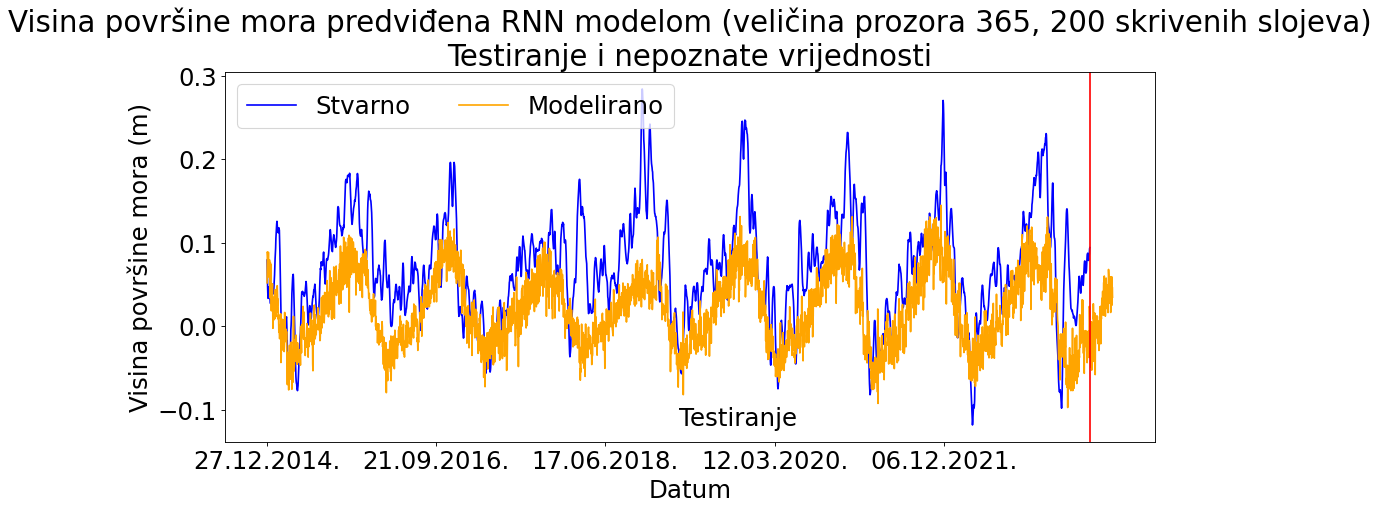 Visina površine mora predviđena RNN modelom (veličina prozora 365, 200 skrivenih slojeva)
Testiranje i nepoznate vrijednosti
Stvarno
Modelirano
Visina površine mora (m)
0.3
0.2
0.1
0.0
−0.1
Testiranje
27.12.2014.
21.09.2016.
17.06.2018.
12.03.2020.
06.12.2021.
Datum